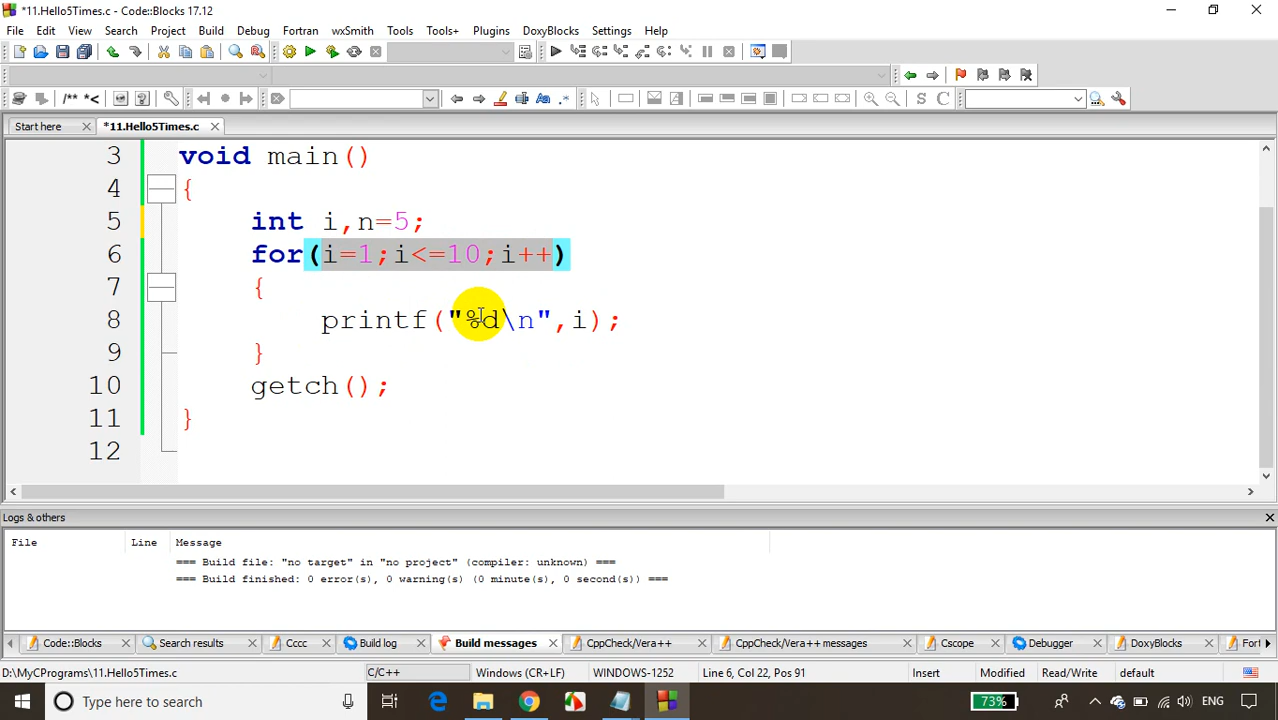 *11.Hello5Times.c - Code::Blocks 17.12
File Edit View Search Project Build Debug Fortran wxSmith Tools Tools+ Plugins DoxyBlocks Settings Help
/** *<
S C
Start here *11.Hello5Times.c
3 void main()
4 {
5 int i,n=5;
6 for(i=1;i<=10;i++)
7 {
8 printf("%d\n",i);
9 }
10 getch();
11 }
12
Logs & others
File Line Message
=== Build file: "no target" in "no project" (compiler: unknown) ===
=== Build finished: 0 error(s), 0 warning(s) (0 minute(s), 0 second(s)) ===
Code::Blocks Search results Cccc Build log Build messages CppCheck/Vera++ CppCheck/Vera++ messages Cscope Debugger DoxyBlocks Fort
D:\MyCPrograms\11.Hello5Times.c C/C++ Windows (CR+LF) WINDOWS-1252 Line 6, Col 22, Pos 91 Insert Modified Read/Write default
Type here to search 73% ENG